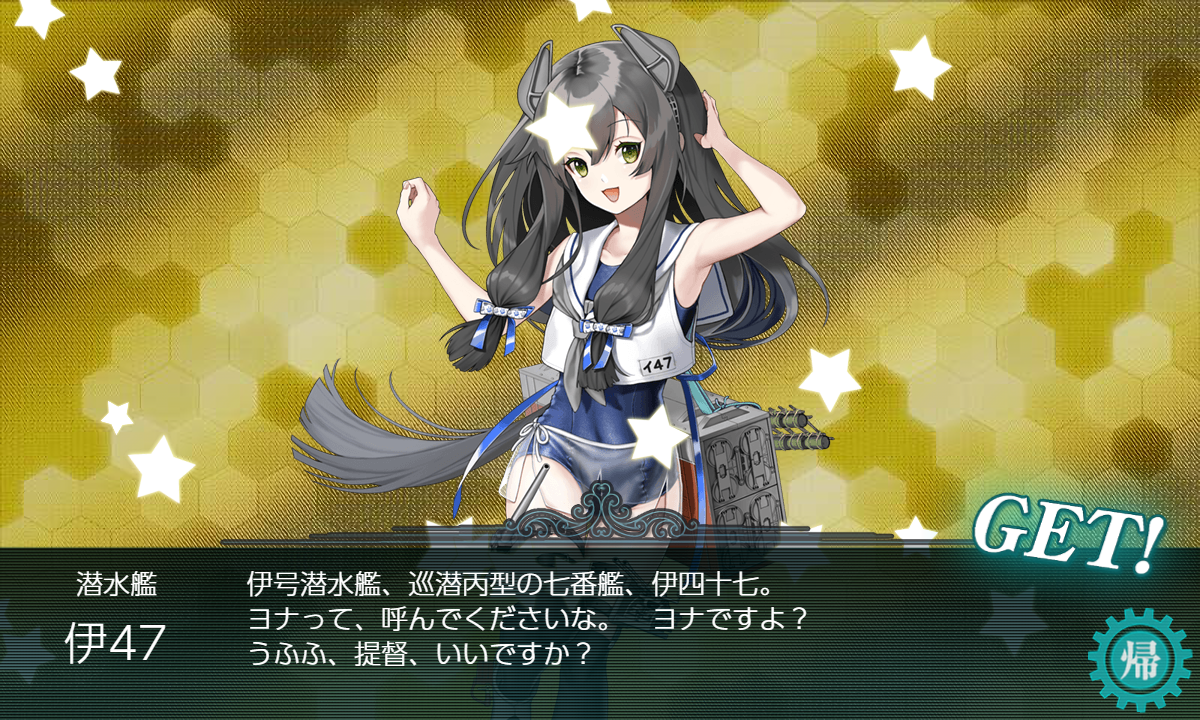 イ47
GET!
潜水艦
伊47
伊号潜水艦、巡潜丙型の七番艦、伊四十七。
ヨナって、呼んでくださいな。　ヨナですよ？
うふふ、提督、いいですか？
帰